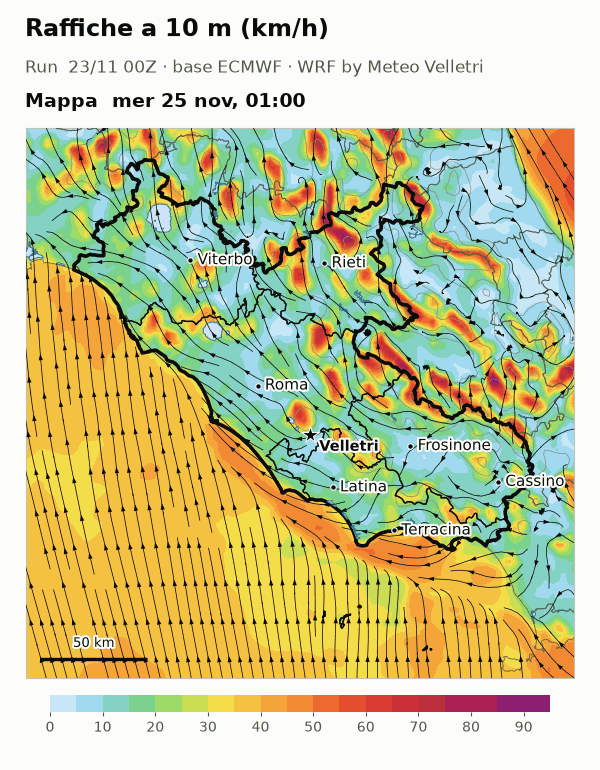 Raffiche a 10 m (km/h)
Run  23/11 00Z · base ECMWF · WRF by Meteo Velletri
Mappa  mer 25 nov, 01:00
Viterbo
Rieti
Roma
Velletri
Frosinone
Cassino
Latina
Terracina
50 km
0 10 20 30 40 50 60 70 80 90